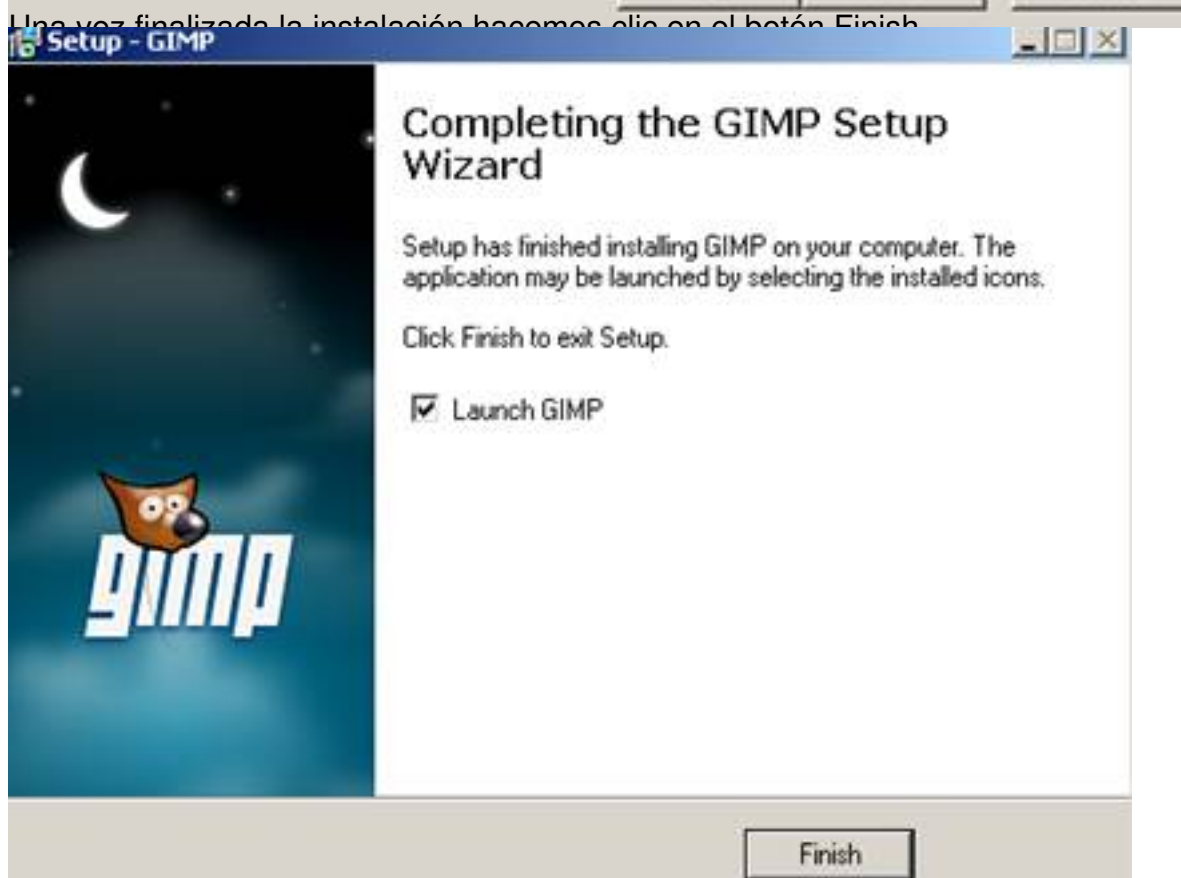 Una vez finalizada la instalación hacemos clic en el botón Finish
Setup - GIMP
Completing the GIMP Setup
Wizard
Setup has finished installing GIMP on your computer. The
application may be launched by selecting the installed icons.
Click Finish to exit Setup.
Launch GIMP
gimp
Finish